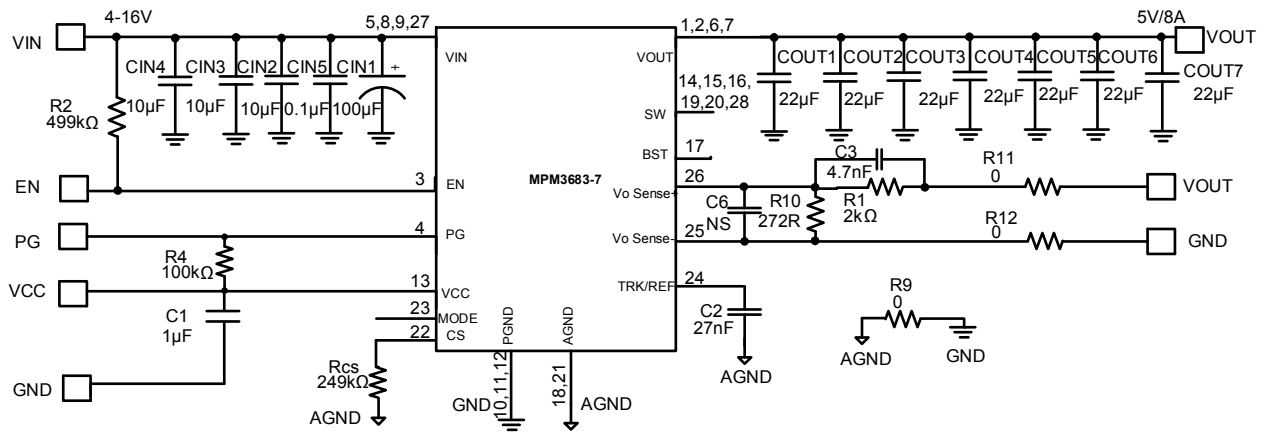 4-16V
5,8,9,27
1,2,6,7
5V/8A
VIN
VOUT
VIN
VOUT
CIN4
CIN3
CIN2
CIN5
CIN1
+
10µF
10µF
10µF
0.1µF
100µF
COUT1
COUT2
COUT3
COUT4
COUT5
COUT6
COUT7
22µF
22µF
22µF
22µF
22µF
22µF
22µF
14,15,16,
19,20,28
SW
R2
499kΩ
17
BST
C3
4.7nF
R11
0
EN
3
EN
MPM3683-7
26
Vo Sense+
R1
2kΩ
VOUT
C6
NS
R10
272R
R12
0
PG
4
PG
Vo Sense-
25
GND
R4
100kΩ
VCC
13
VCC
TRK/REF
24
C2
27nF
R9
0
AGND
GND
C1
1µF
23
MODE
22
CS
PGND
AGND
AGND
GND
Rcs
249kΩ
AGND
GND
10,11,12
18,21
AGND